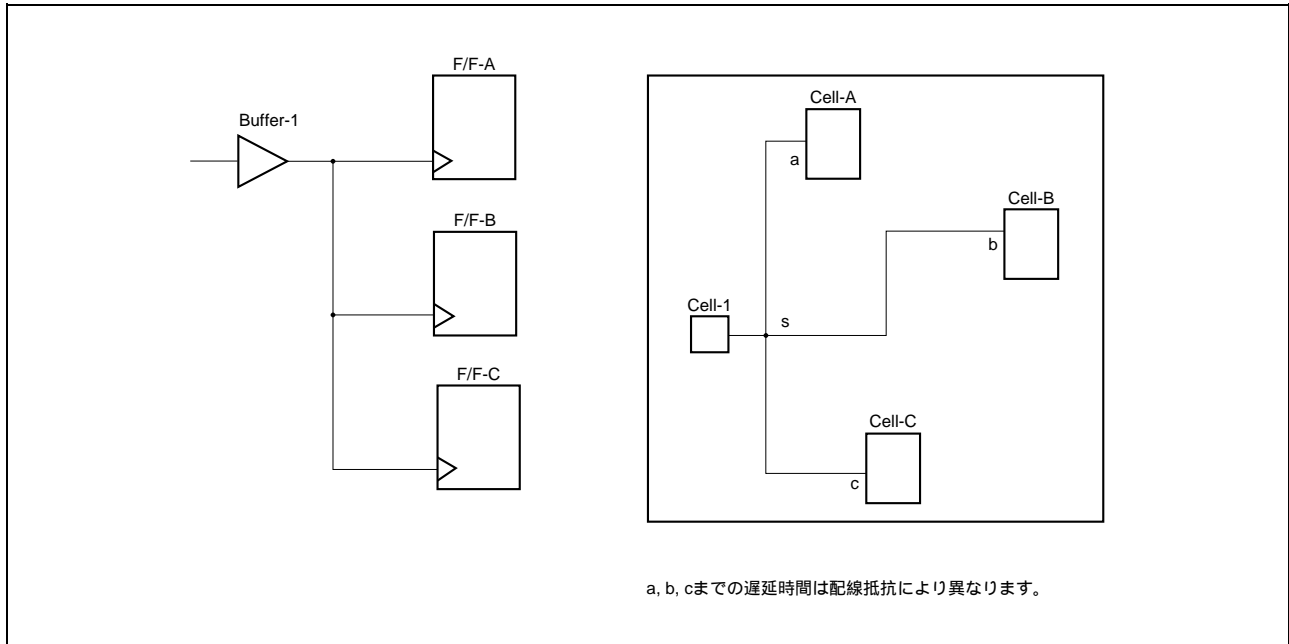 F/F-A
Buffer-1
F/F-B
F/F-C
Cell-A
a
Cell-B
b
Cell-1
s
Cell-C
c
a, b, cまでの遅延時間は配線抵抗により異なります。